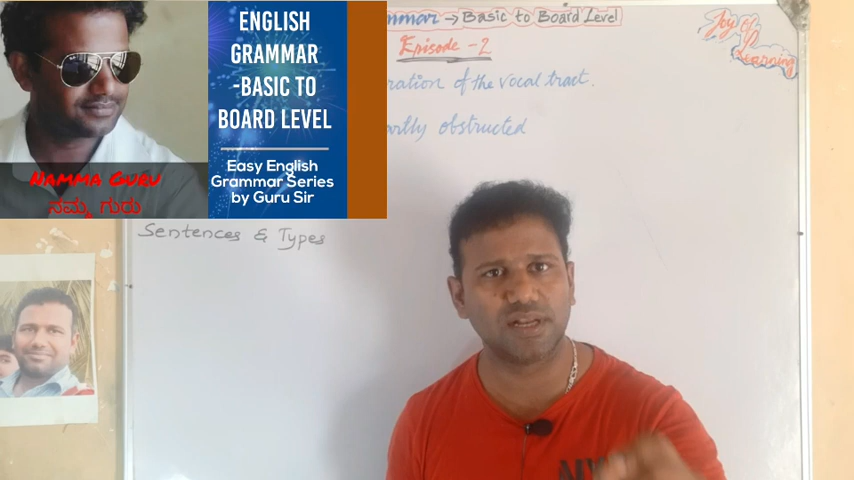 ENGLISH
GRAMMAR
-BASIC TO
BOARD LEVEL
Easy English
Grammar Series
by Guru Sir
NAMMA GURU
ನಮ್ಮ ಗುರು
mmar → Basic to Board Level
Episode - 2
Joy of
Learning
ration of the vocal tract.
artly obstructed
Sentences & Types